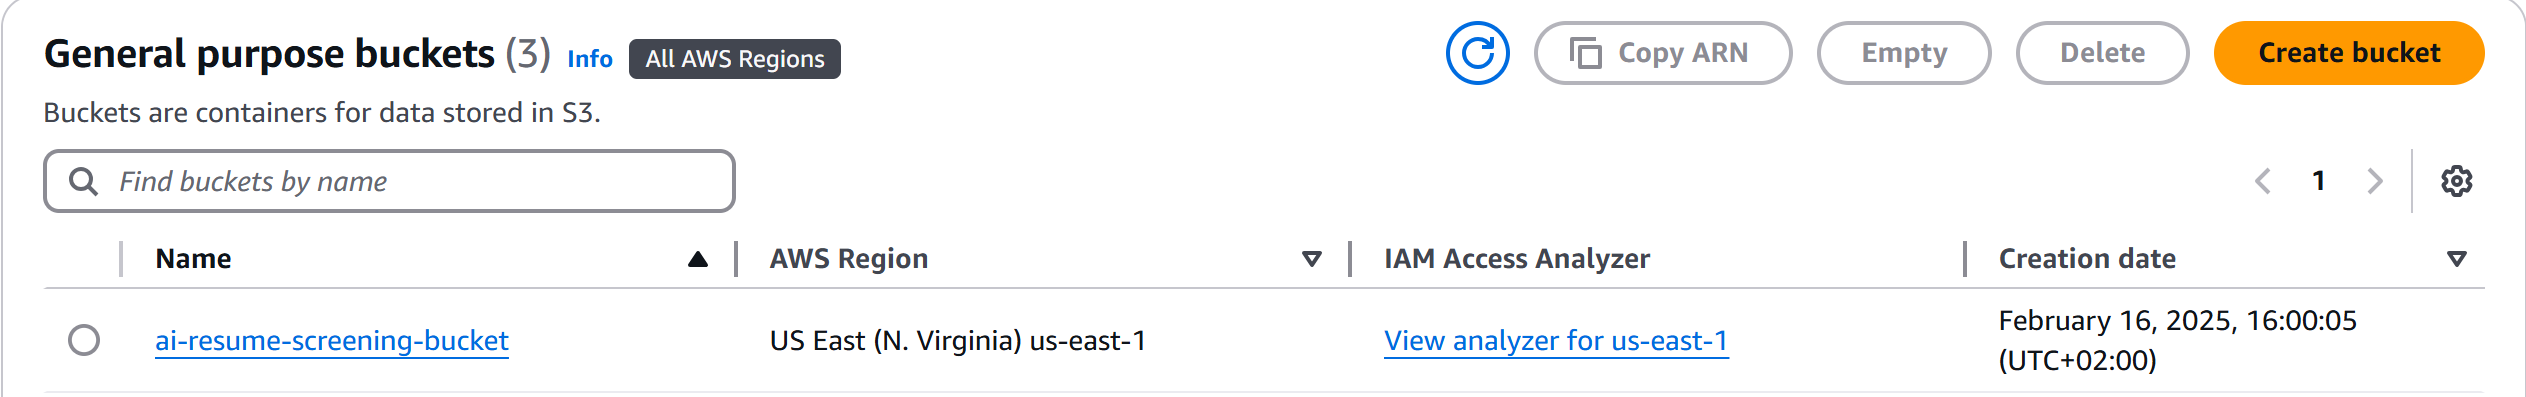 General purpose buckets (3) Info All AWS Regions Copy ARN Empty Delete Create bucket
Buckets are containers for data stored in S3.
Find buckets by name 1
Name AWS Region IAM Access Analyzer Creation date
ai-resume-screening-bucket US East (N. Virginia) us-east-1 View analyzer for us-east-1 February 16, 2025, 16:00:05
(UTC+02:00)